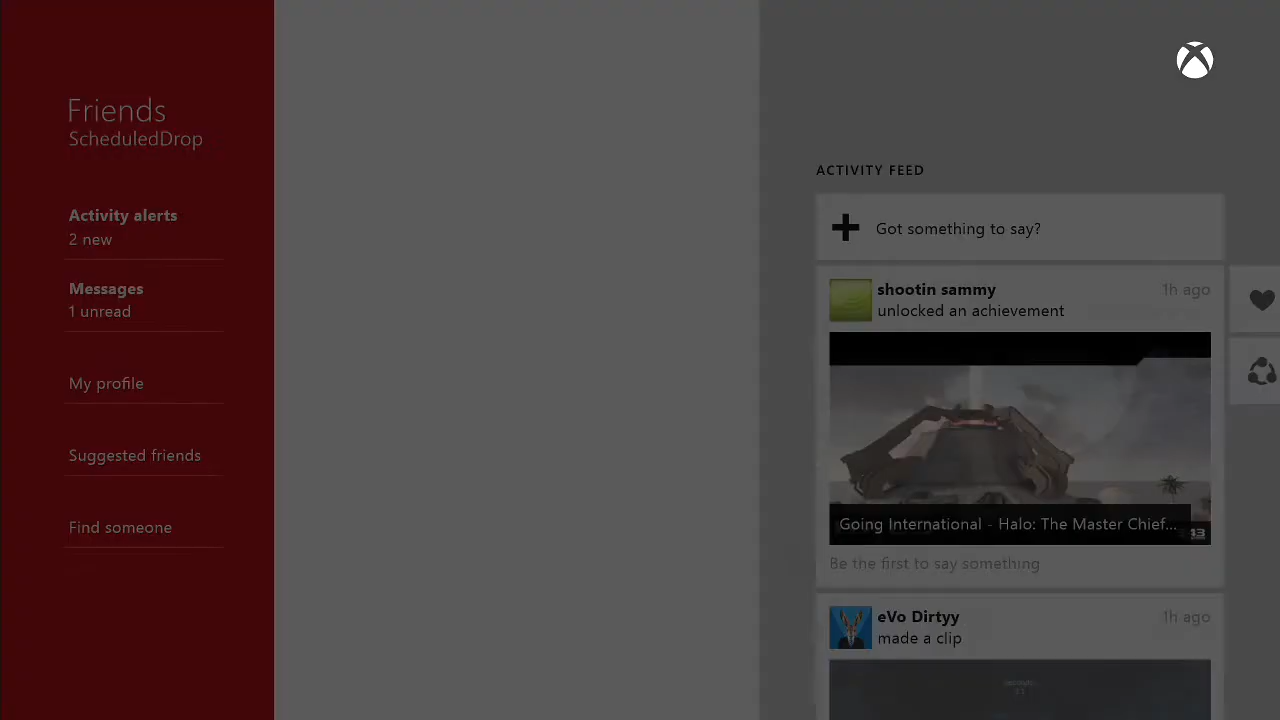 Friends
ScheduledDrop
Activity alerts
2 new
Messages
1 unread
My profile
Suggested friends
Find someone
ACTIVITY FEED
Got something to say?
shootin sammy
1h ago
unlocked an achievement
Going International - Halo: The Master Chief...
13
Be the first to say something
eVo Dirtyy
1h ago
made a clip